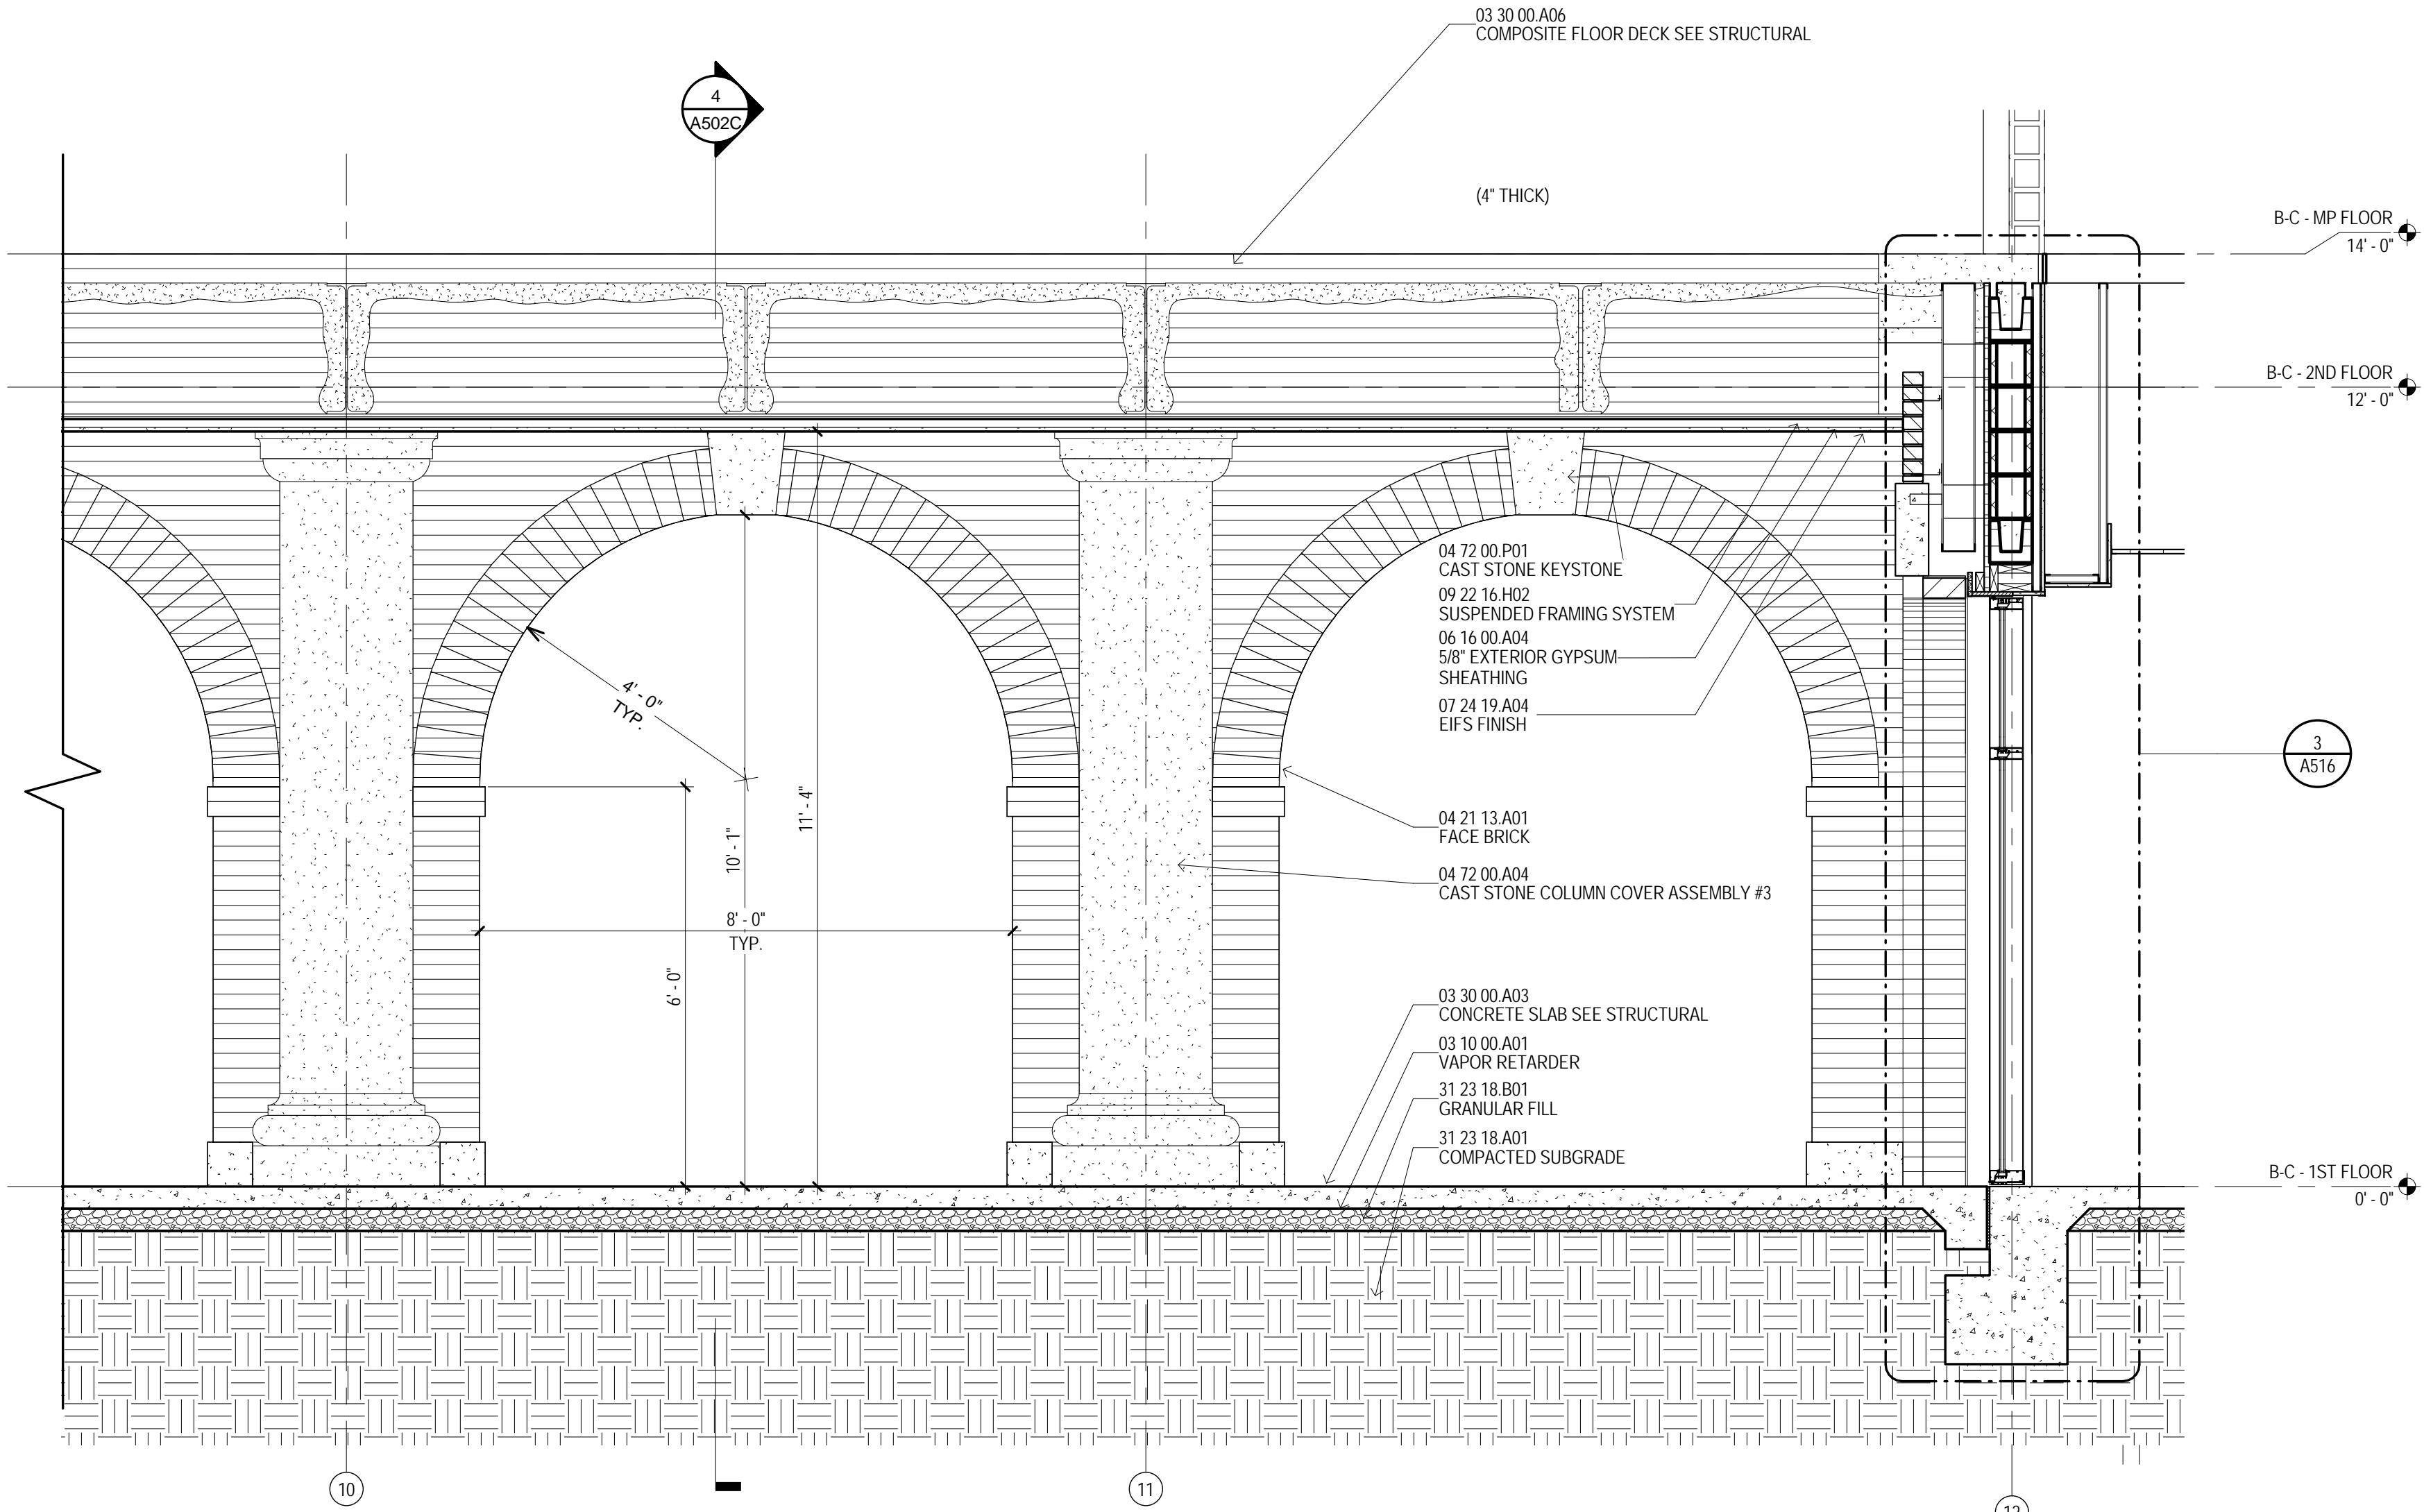 03 30 00.A06
COMPOSITE FLOOR DECK SEE STRUCTURAL
4
A502C
(4" THICK)
B-C - MP FLOOR
14' - 0"
B-C - 2ND FLOOR
12' - 0"
04 72 00.P01
CAST STONE KEYSTONE
09 22 16.H02
SUSPENDED FRAMING SYSTEM
06 16 00.A04
5/8" EXTERIOR GYPSUM
SHEATHING
07 24 19.A04
EIFS FINISH
4' - 0"
TYP.
3
A516
11' - 4"
10' - 1"
04 21 13.A01
FACE BRICK
04 72 00.A04
CAST STONE COLUMN COVER ASSEMBLY #3
8' - 0"
TYP.
6' - 0"
03 30 00.A03
CONCRETE SLAB SEE STRUCTURAL
03 10 00.A01
VAPOR RETARDER
31 23 18.B01
GRANULAR FILL
31 23 18.A01
COMPACTED SUBGRADE
B-C - 1ST FLOOR
0' - 0"
10
11
12